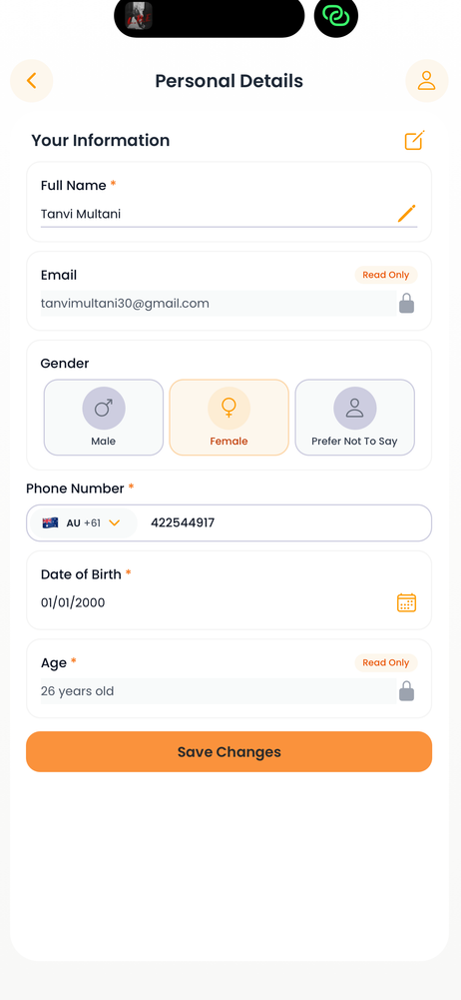 Personal Details
Your Information
Full Name *
Tanvi Multani
Email
Read Only
tanvimultani30@gmail.com
Gender
Male
Female
Prefer Not To Say
Phone Number *
AU +61
422544917
Date of Birth *
01/01/2000
Age *
Read Only
26 years old
Save Changes